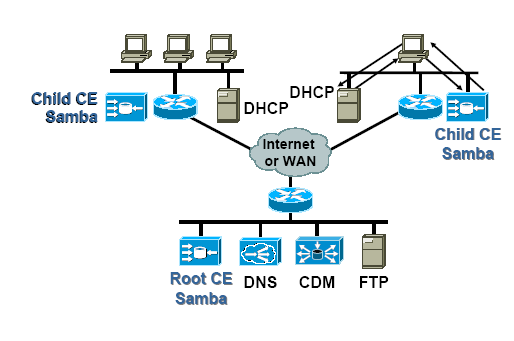 Child CE
Samba
DHCP
DHCP
Child CE
Samba
Internet
or WAN
Root CE
Samba
DNS
CDM
FTP